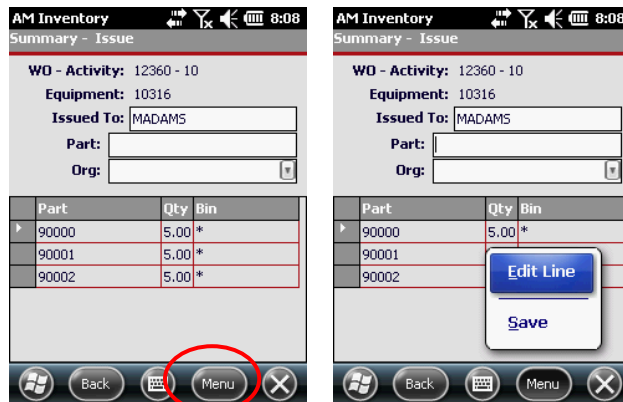 AM Inventory 8:08
Summary - Issue
WO - Activity: 12360 - 10
Equipment: 10316
Issued To: MADAMS
Part:
Org:
Part Qty Bin
90000 5.00 *
90001 5.00 *
90002 5.00 *
Back Menu
AM Inventory 8:08
Summary - Issue
WO - Activity: 12360 - 10
Equipment: 10316
Issued To: MADAMS
Part:
Org:
Part Qty Bin
90000 5.00 *
90001
90002
Edit Line
Save
Back Menu